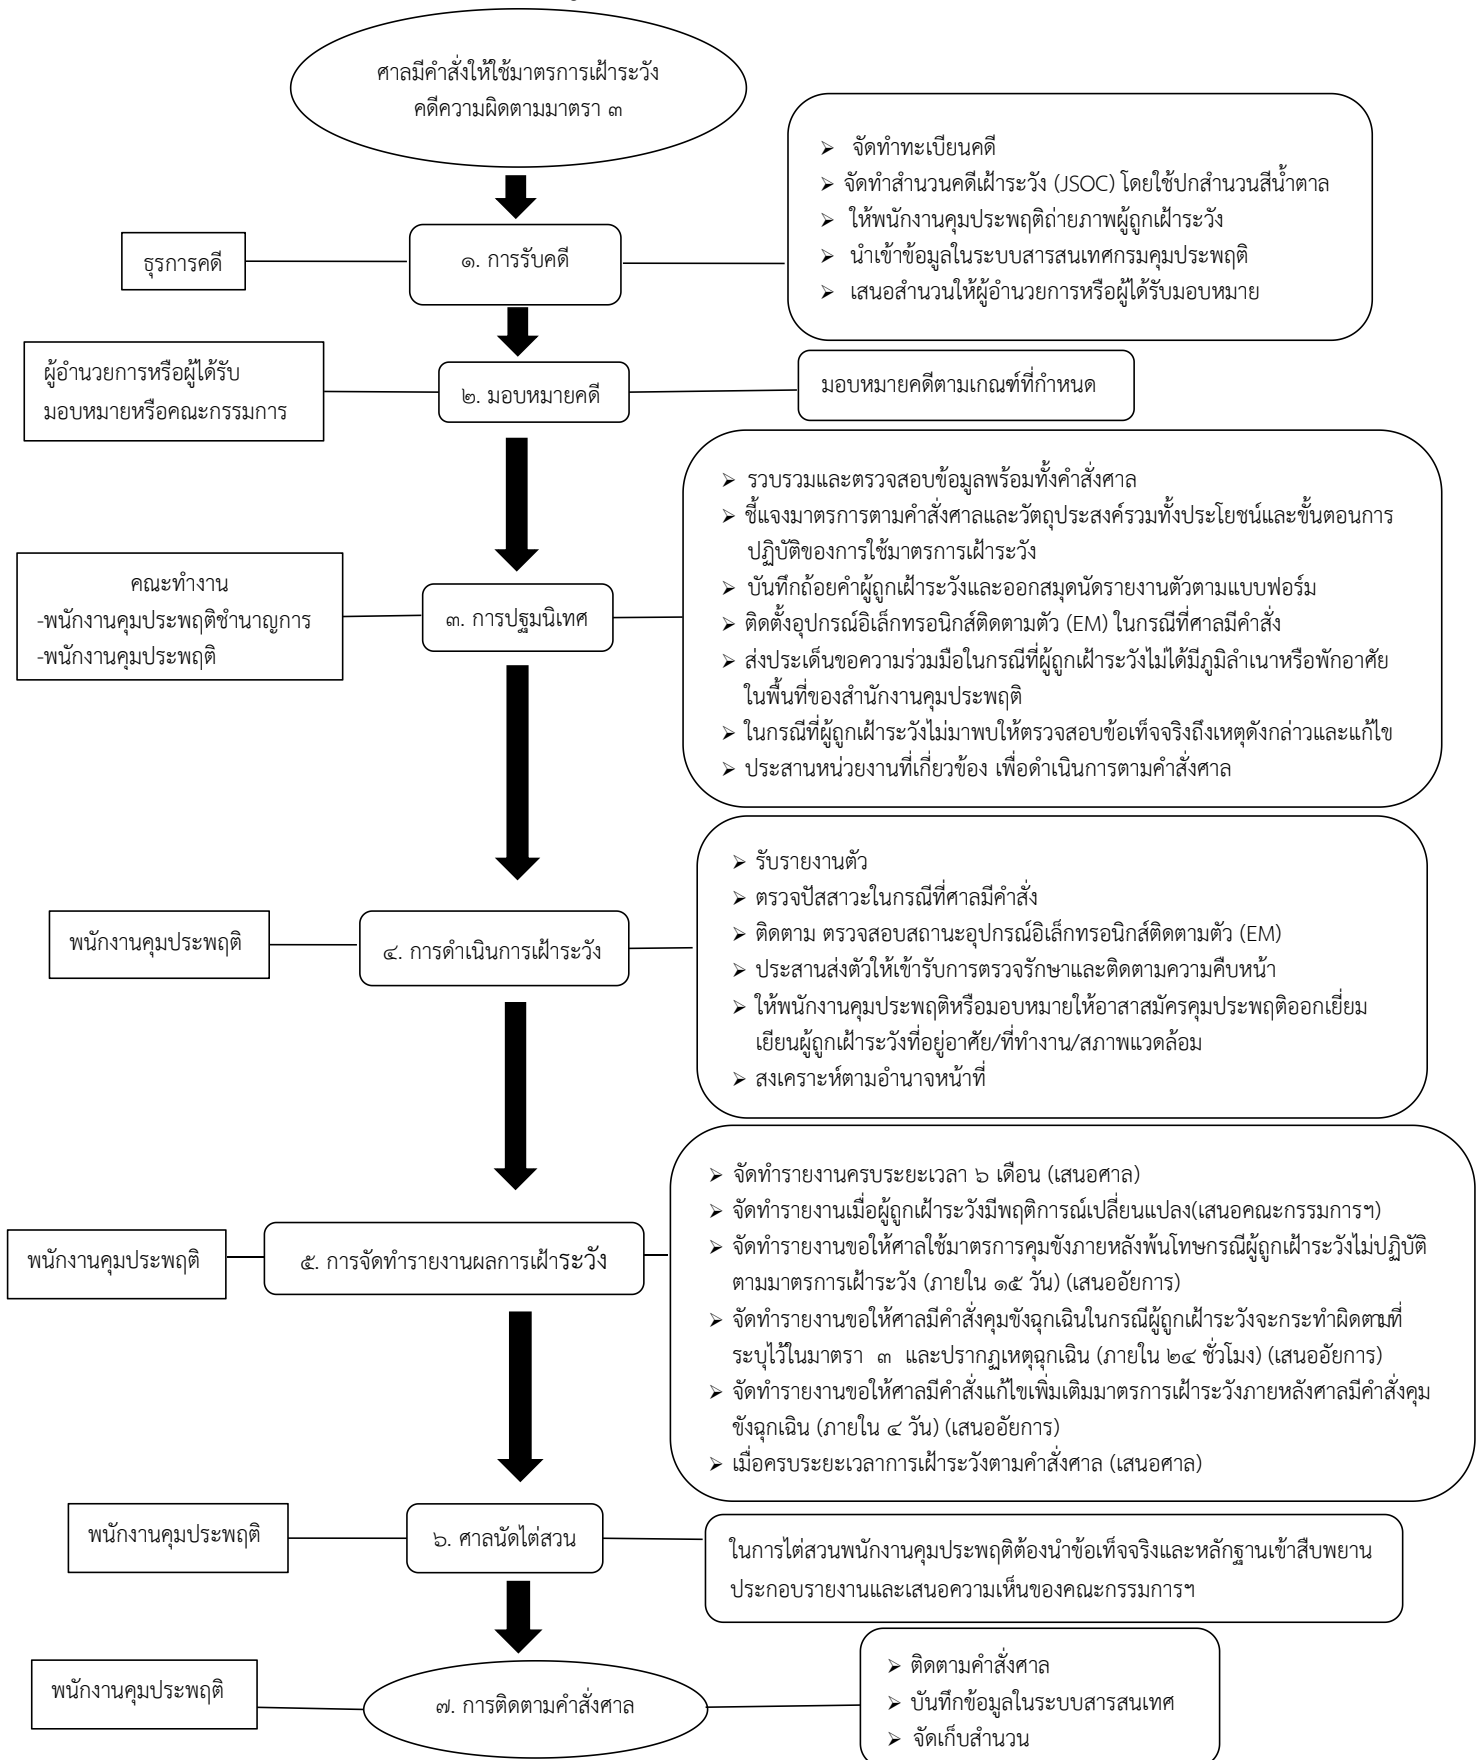 ศาลมีคำสั่งให้ใช้มาตรการเฝ้าระวัง
คดีความผิดตามมาตรา ๓
ธุรการคดี
๑. การรับคดี
➢ จัดทำทะเบียนคดี
➢ จัดทำสำนวนคดีเฝ้าระวัง (JSOC) โดยใช้ปกสำนวนสีน้ำตาล
➢ ให้พนักงานคุมประพฤติถ่ายภาพผู้ถูกเฝ้าระวัง
➢ นำเข้าข้อมูลในระบบสารสนเทศกรมคุมประพฤติ
➢ เสนอสำนวนให้ผู้อำนวยการหรือผู้ได้รับมอบหมาย
ผู้อำนวยการหรือผู้ได้รับ
มอบหมายหรือคณะกรรมการ
๒. มอบหมายคดี
มอบหมายคดีตามเกณฑ์ที่กำหนด
คณะทำงาน
-พนักงานคุมประพฤติชำนาญการ
-พนักงานคุมประพฤติ
๓. การปฐมนิเทศ
➢ รวบรวมและตรวจสอบข้อมูลพร้อมทั้งคำสั่งศาล
➢ ชี้แจงมาตรการตามคำสั่งศาลและวัตถุประสงค์รวมทั้งประโยชน์และขั้นตอนการ
ปฏิบัติของการใช้มาตรการเฝ้าระวัง
➢ บันทึกถ้อยคำผู้ถูกเฝ้าระวังและออกสมุดนัดรายงานตัวตามแบบฟอร์ม
➢ ติดตั้งอุปกรณ์อิเล็กทรอนิกส์ติดตามตัว (EM) ในกรณีที่ศาลมีคำสั่ง
➢ ส่งประเด็นขอความร่วมมือในกรณีที่ผู้ถูกเฝ้าระวังไม่ได้มีภูมิลำเนาหรือพักอาศัย
ในพื้นที่ของสำนักงานคุมประพฤติ
➢ ในกรณีที่ผู้ถูกเฝ้าระวังไม่มาพบให้ตรวจสอบข้อเท็จจริงถึงเหตุดังกล่าวและแก้ไข
➢ ประสานหน่วยงานที่เกี่ยวข้อง เพื่อดำเนินการตามคำสั่งศาล
พนักงานคุมประพฤติ
๔. การดำเนินการเฝ้าระวัง
➢ รับรายงานตัว
➢ ตรวจปัสสาวะในกรณีที่ศาลมีคำสั่ง
➢ ติดตาม ตรวจสอบสถานะอุปกรณ์อิเล็กทรอนิกส์ติดตามตัว (EM)
➢ ประสานส่งตัวให้เข้ารับการตรวจรักษาและติดตามความคืบหน้า
➢ ให้พนักงานคุมประพฤติหรือมอบหมายให้อาสาสมัครคุมประพฤติออกเยี่ยม
เยียนผู้ถูกเฝ้าระวังที่อยู่อาศัย/ที่ทำงาน/สภาพแวดล้อม
➢ สงเคราะห์ตามอำนาจหน้าที่
พนักงานคุมประพฤติ
๕. การจัดทำรายงานผลการเฝ้าระวัง
➢ จัดทำรายงานครบระยะเวลา ๖ เดือน (เสนอศาล)
➢ จัดทำรายงานเมื่อผู้ถูกเฝ้าระวังมีพฤติการณ์เปลี่ยนแปลง(เสนอคณะกรรมการฯ)
➢ จัดทำรายงานขอให้ศาลใช้มาตรการคุมขังภายหลังพ้นโทษกรณีผู้ถูกเฝ้าระวังไม่ปฏิบัติ
ตามมาตรการเฝ้าระวัง (ภายใน ๑๕ วัน) (เสนออัยการ)
➢ จัดทำรายงานขอให้ศาลมีคำสั่งคุมขังฉุกเฉินในกรณีผู้ถูกเฝ้าระวังจะกระทำผิดตามที่
ระบุไว้ในมาตรา ๓ และปรากฏเหตุฉุกเฉิน (ภายใน ๒๔ ชั่วโมง) (เสนออัยการ)
➢ จัดทำรายงานขอให้ศาลมีคำสั่งแก้ไขเพิ่มเติมมาตรการเฝ้าระวังภายหลังศาลมีคำสั่งคุม
ขังฉุกเฉิน (ภายใน ๔ วัน) (เสนออัยการ)
➢ เมื่อครบระยะเวลาการเฝ้าระวังตามคำสั่งศาล (เสนอศาล)
พนักงานคุมประพฤติ
๖. ศาลนัดไต่สวน
ในการไต่สวนพนักงานคุมประพฤติต้องนำข้อเท็จจริงและหลักฐานเข้าสืบพยาน
ประกอบรายงานและเสนอความเห็นของคณะกรรมการฯ
พนักงานคุมประพฤติ
๗. การติดตามคำสั่งศาล
➢ ติดตามคำสั่งศาล
➢ บันทึกข้อมูลในระบบสารสนเทศ
➢ จัดเก็บสำนวน